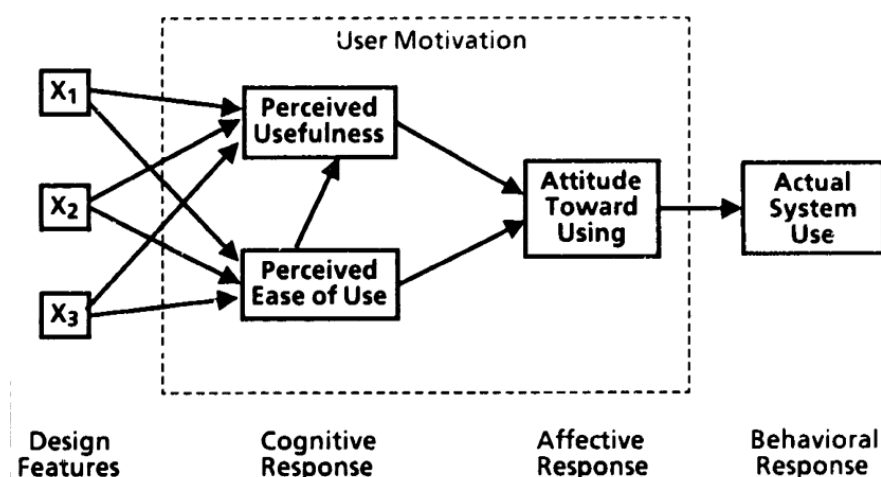 User Motivation
X1
Perceived
Usefulness
X2
Attitude
Toward
Using
Actual
System
Use
Perceived
Ease of Use
X3
Design
Features
Cognitive
Response
Affective
Response
Behavioral
Response